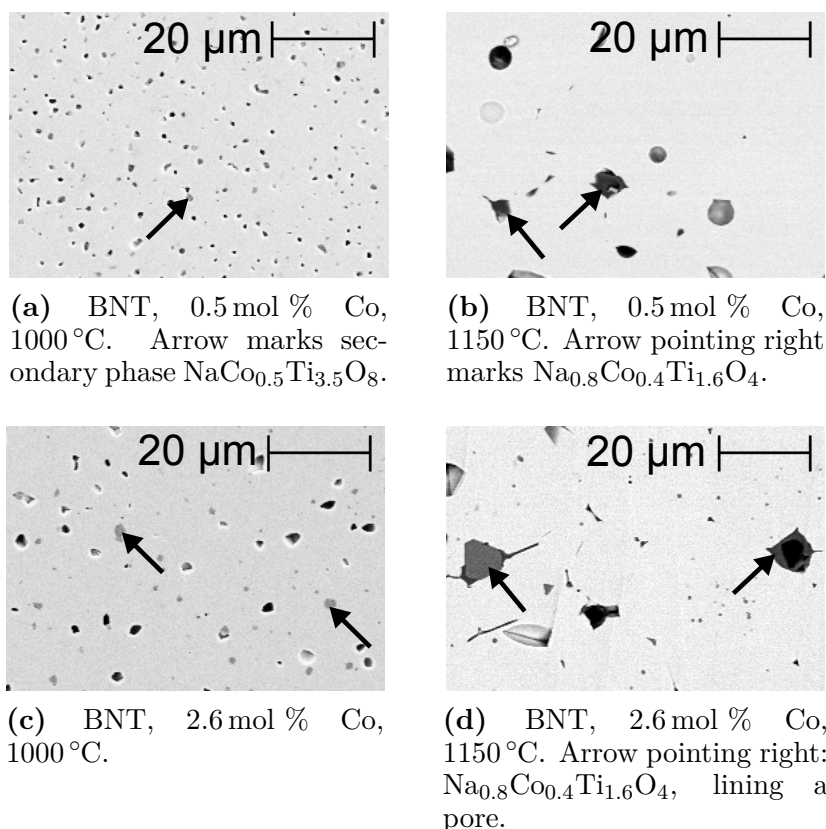 20 µm
20 µm
(a) BNT, 0.5 mol % Co,
1000 °C. Arrow marks sec-
ondary phase NaCo₀.₅Ti₃.₅O₈.
(b) BNT, 0.5 mol % Co,
1150 °C. Arrow pointing right
marks Na₀.₈Co₀.₄Ti₁.₆O₄.
20 µm
20 µm
(c) BNT, 2.6 mol % Co,
1000 °C.
(d) BNT, 2.6 mol % Co,
1150 °C. Arrow pointing right:
Na₀.₈Co₀.₄Ti₁.₆O₄, lining a
pore.